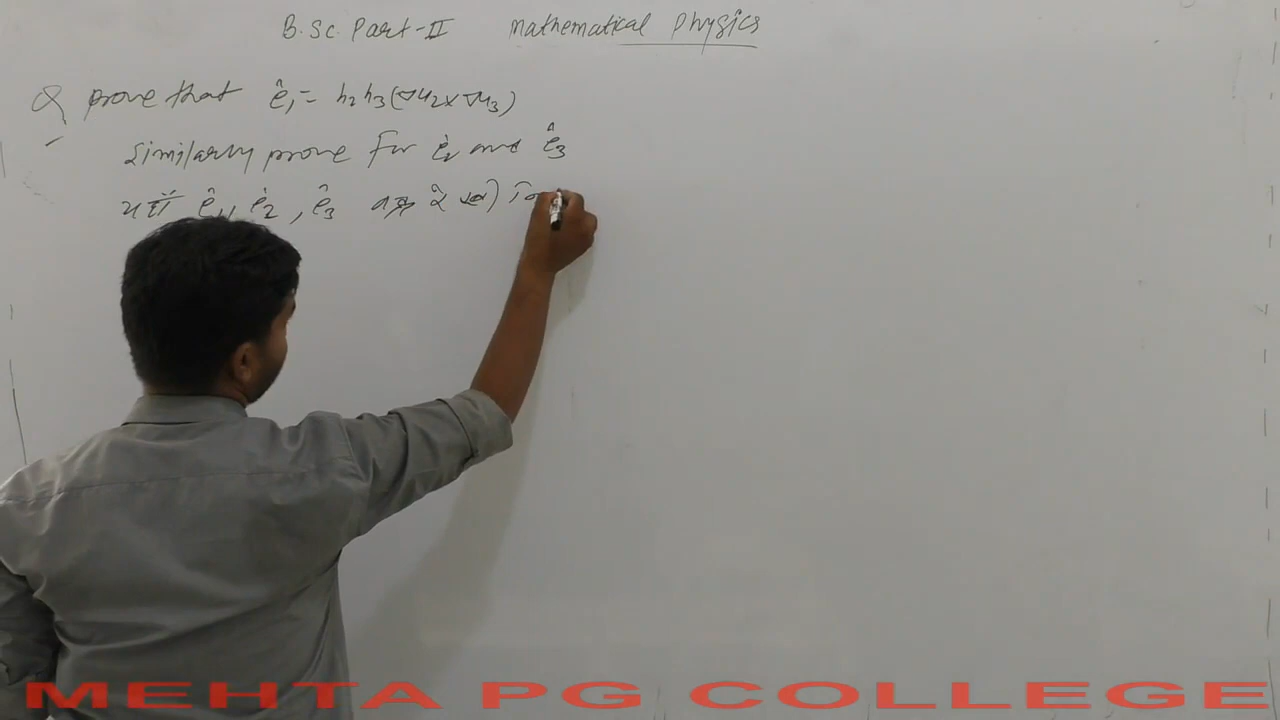 B.Sc. Part-II Mathematical Physics
Q prove that ê₁ = h₂h₃(∇u₂×∇u₃)
Similarly prove for ê₂ and ê₃
ê₁, ê₂, ê₃
MEHTA PG COLLEGE